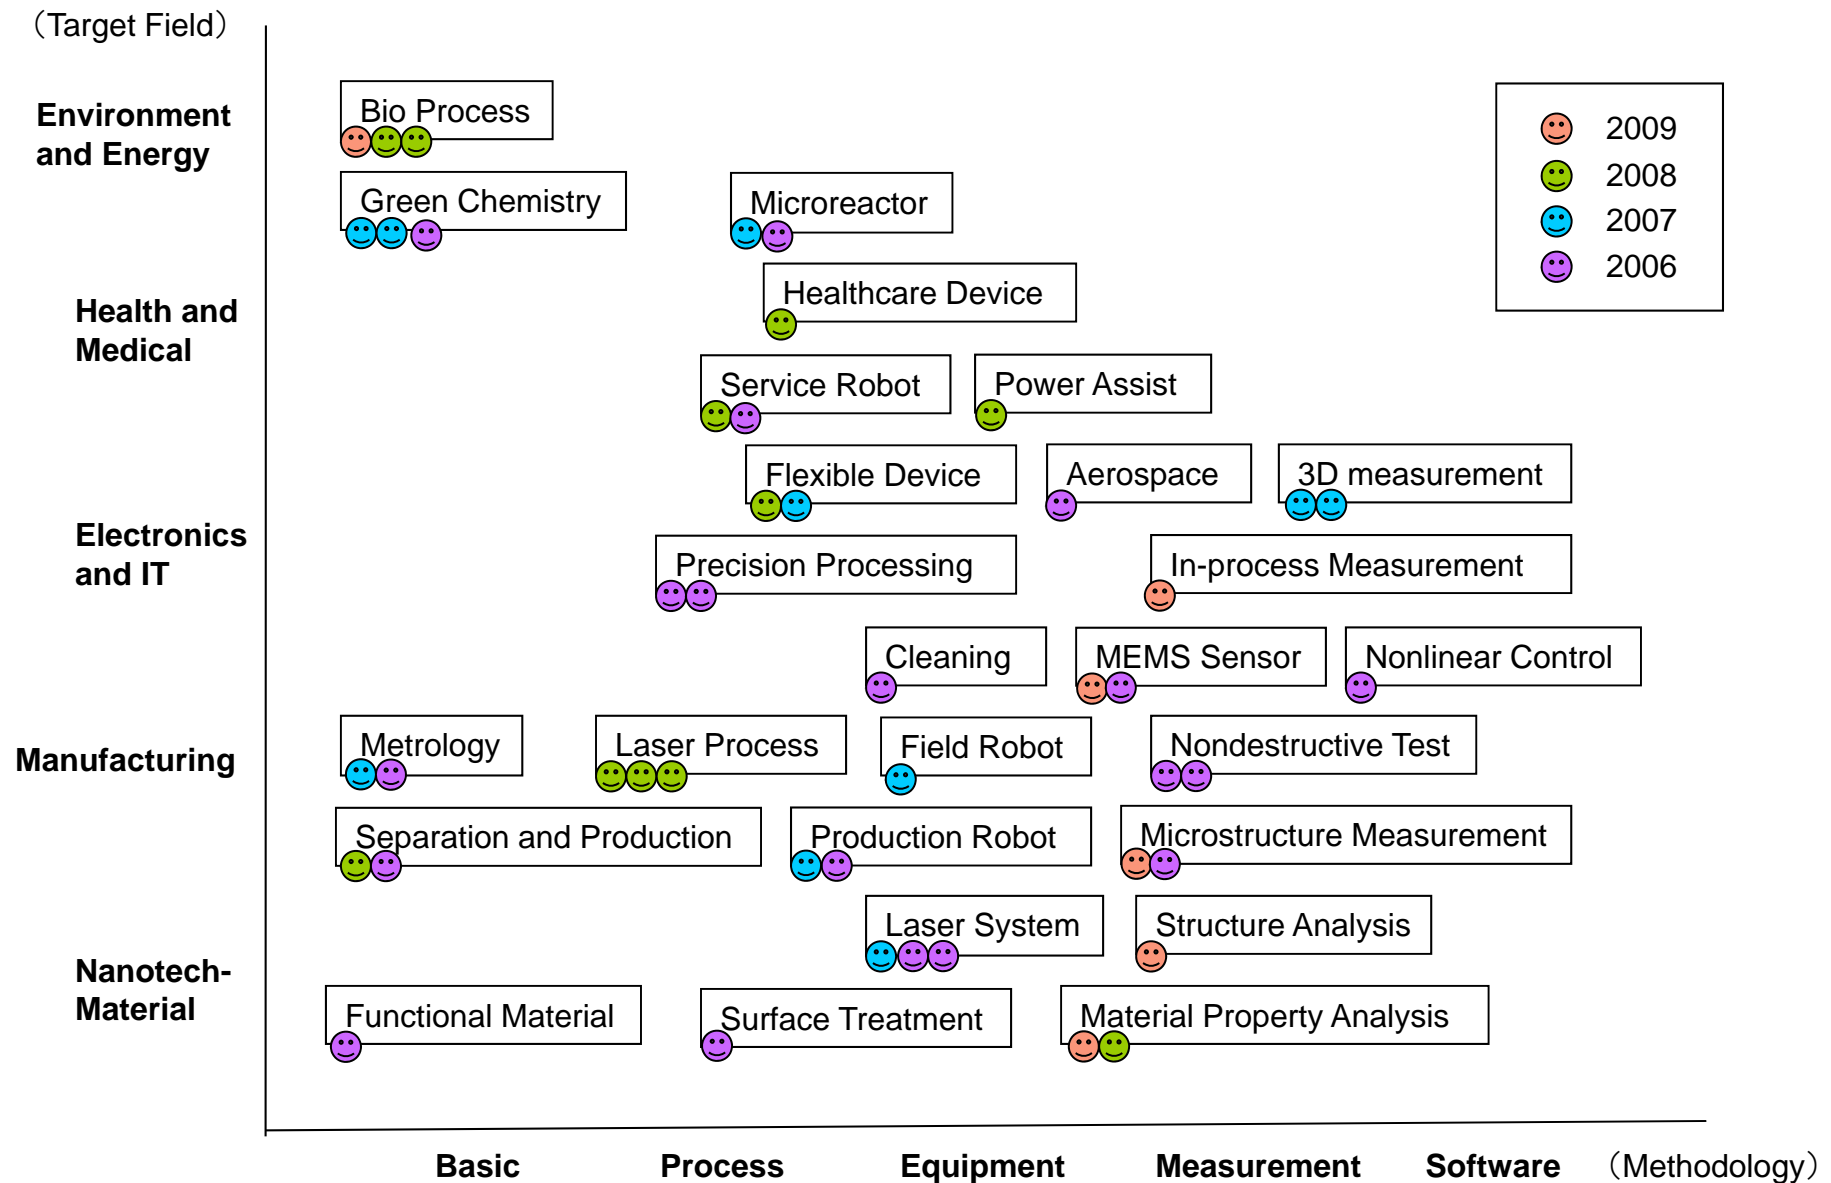 （Target Field）
Environment
and Energy
Bio Process
2009
2008
2007
2006
Green Chemistry
Microreactor
Health and
Medical
Healthcare Device
Service Robot
Power Assist
Flexible Device
Aerospace
3D measurement
Electronics
and IT
Precision Processing
In-process Measurement
Cleaning
MEMS Sensor
Nonlinear Control
Manufacturing
Metrology
Laser Process
Field Robot
Nondestructive Test
Separation and Production
Production Robot
Microstructure Measurement
Laser System
Structure Analysis
Nanotech-
Material
Functional Material
Surface Treatment
Material Property Analysis
Basic
Process
Equipment
Measurement
Software
（Methodology）